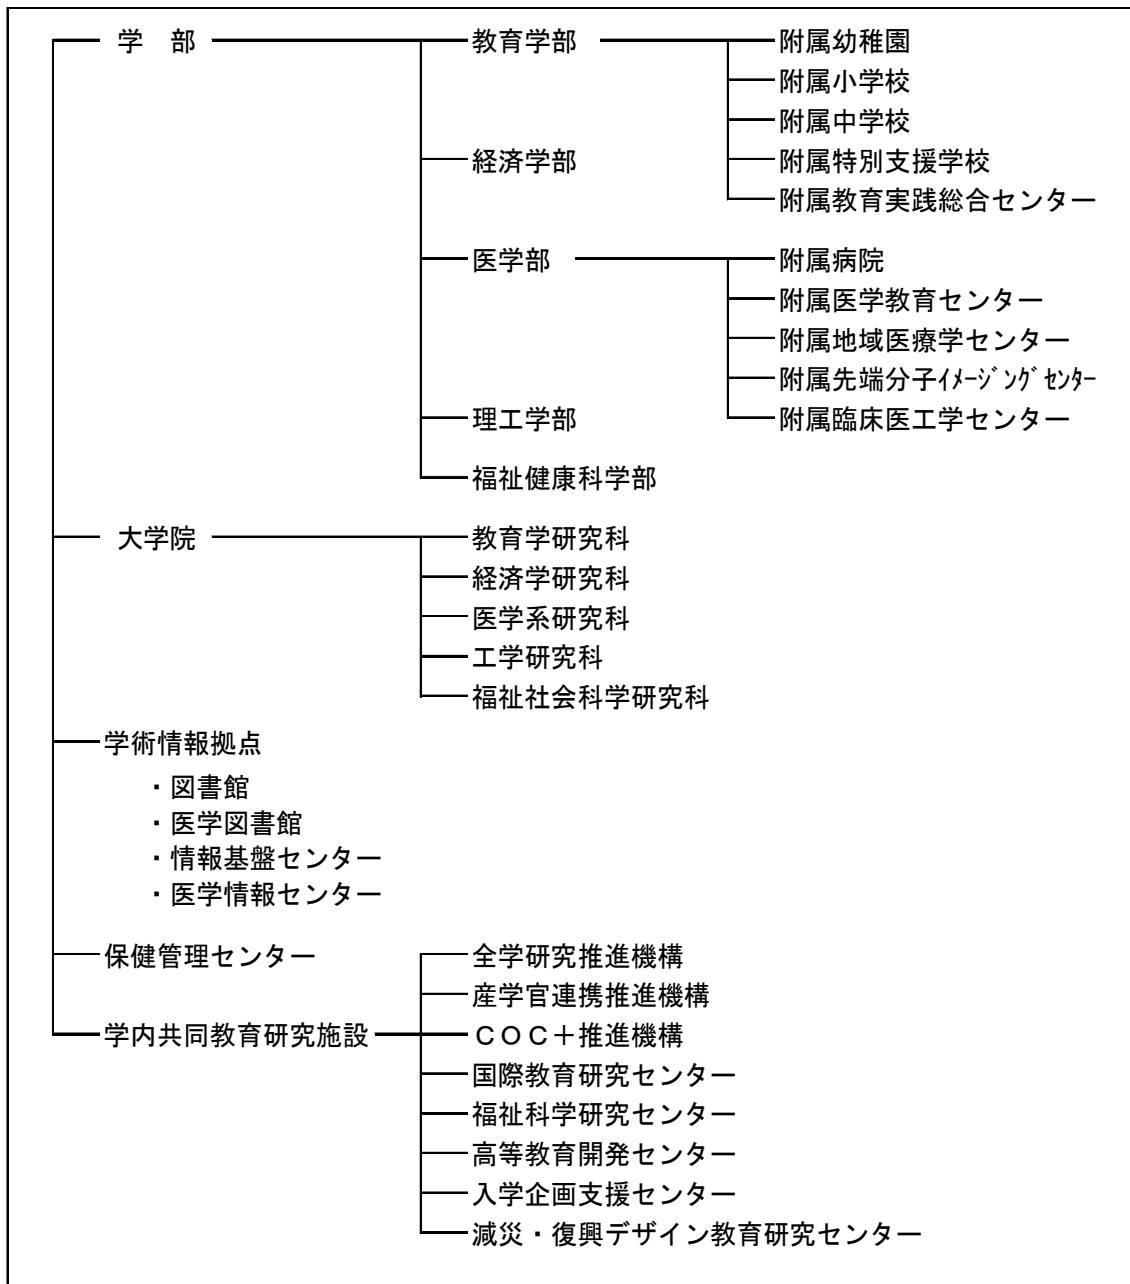 学　部　教育学部　附属幼稚園
附属小学校
附属中学校
経済学部　附属特別支援学校
附属教育実践総合センター
医学部　附属病院
附属医学教育センター
附属地域医療学センター
附属先端分子ｲﾒｰｼﾞﾝｸﾞｾﾝﾀｰ
理工学部　附属臨床医工学センター
福祉健康科学部
大学院　教育学研究科
経済学研究科
医学系研究科
工学研究科
福祉社会科学研究科
学術情報拠点
・図書館
・医学図書館
・情報基盤センター
・医学情報センター
保健管理センター　全学研究推進機構
産学官連携推進機構
学内共同教育研究施設　ＣＯＣ＋推進機構
国際教育研究センター
福祉科学研究センター
高等教育開発センター
入学企画支援センター
減災・復興デザイン教育研究センター